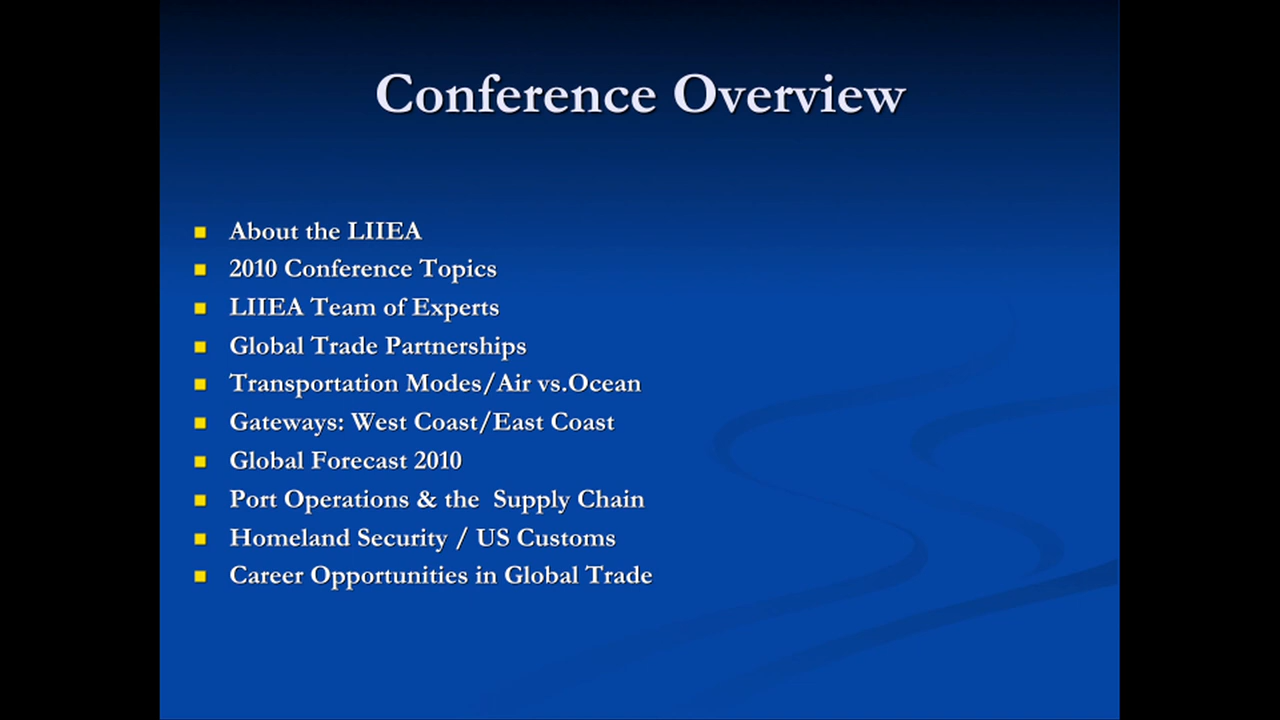 Conference Overview
About the LIIEA
2010 Conference Topics
LIIEA Team of Experts
Global Trade Partnerships
Transportation Modes/Air vs.Ocean
Gateways: West Coast/East Coast
Global Forecast 2010
Port Operations & the  Supply Chain
Homeland Security / US Customs
Career Opportunities in Global Trade